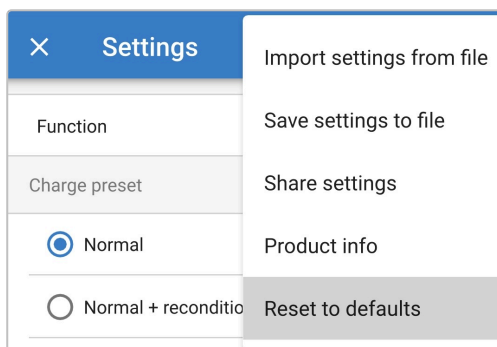 Settings
Function
Charge preset
Normal
Normal + reconditio
Import settings from file
Save settings to file
Share settings
Product info
Reset to defaults